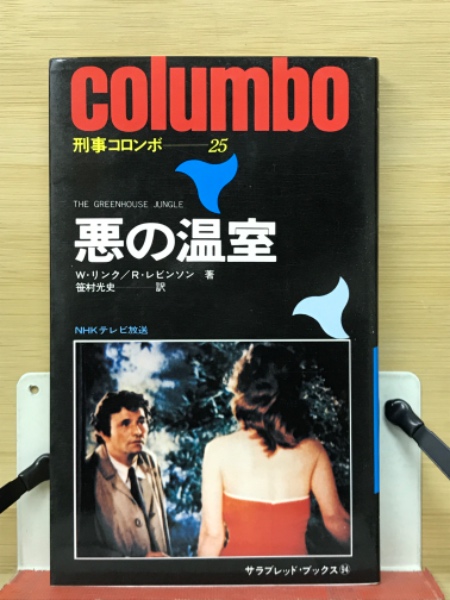 columbo
刑事コロンボ——25
THE GREENHOUSE JUNGLE
悪の温室
W・リンク／R・レビンソン 著
笹村光史——訳
NHKテレビ放送
サラブレッド・ブックス94